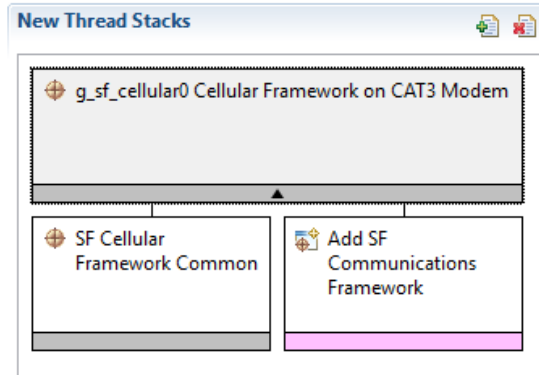 New Thread Stacks
g_sf_cellular0 Cellular Framework on CAT3 Modem
SF Cellular
Framework Common
Add SF
Communications
Framework